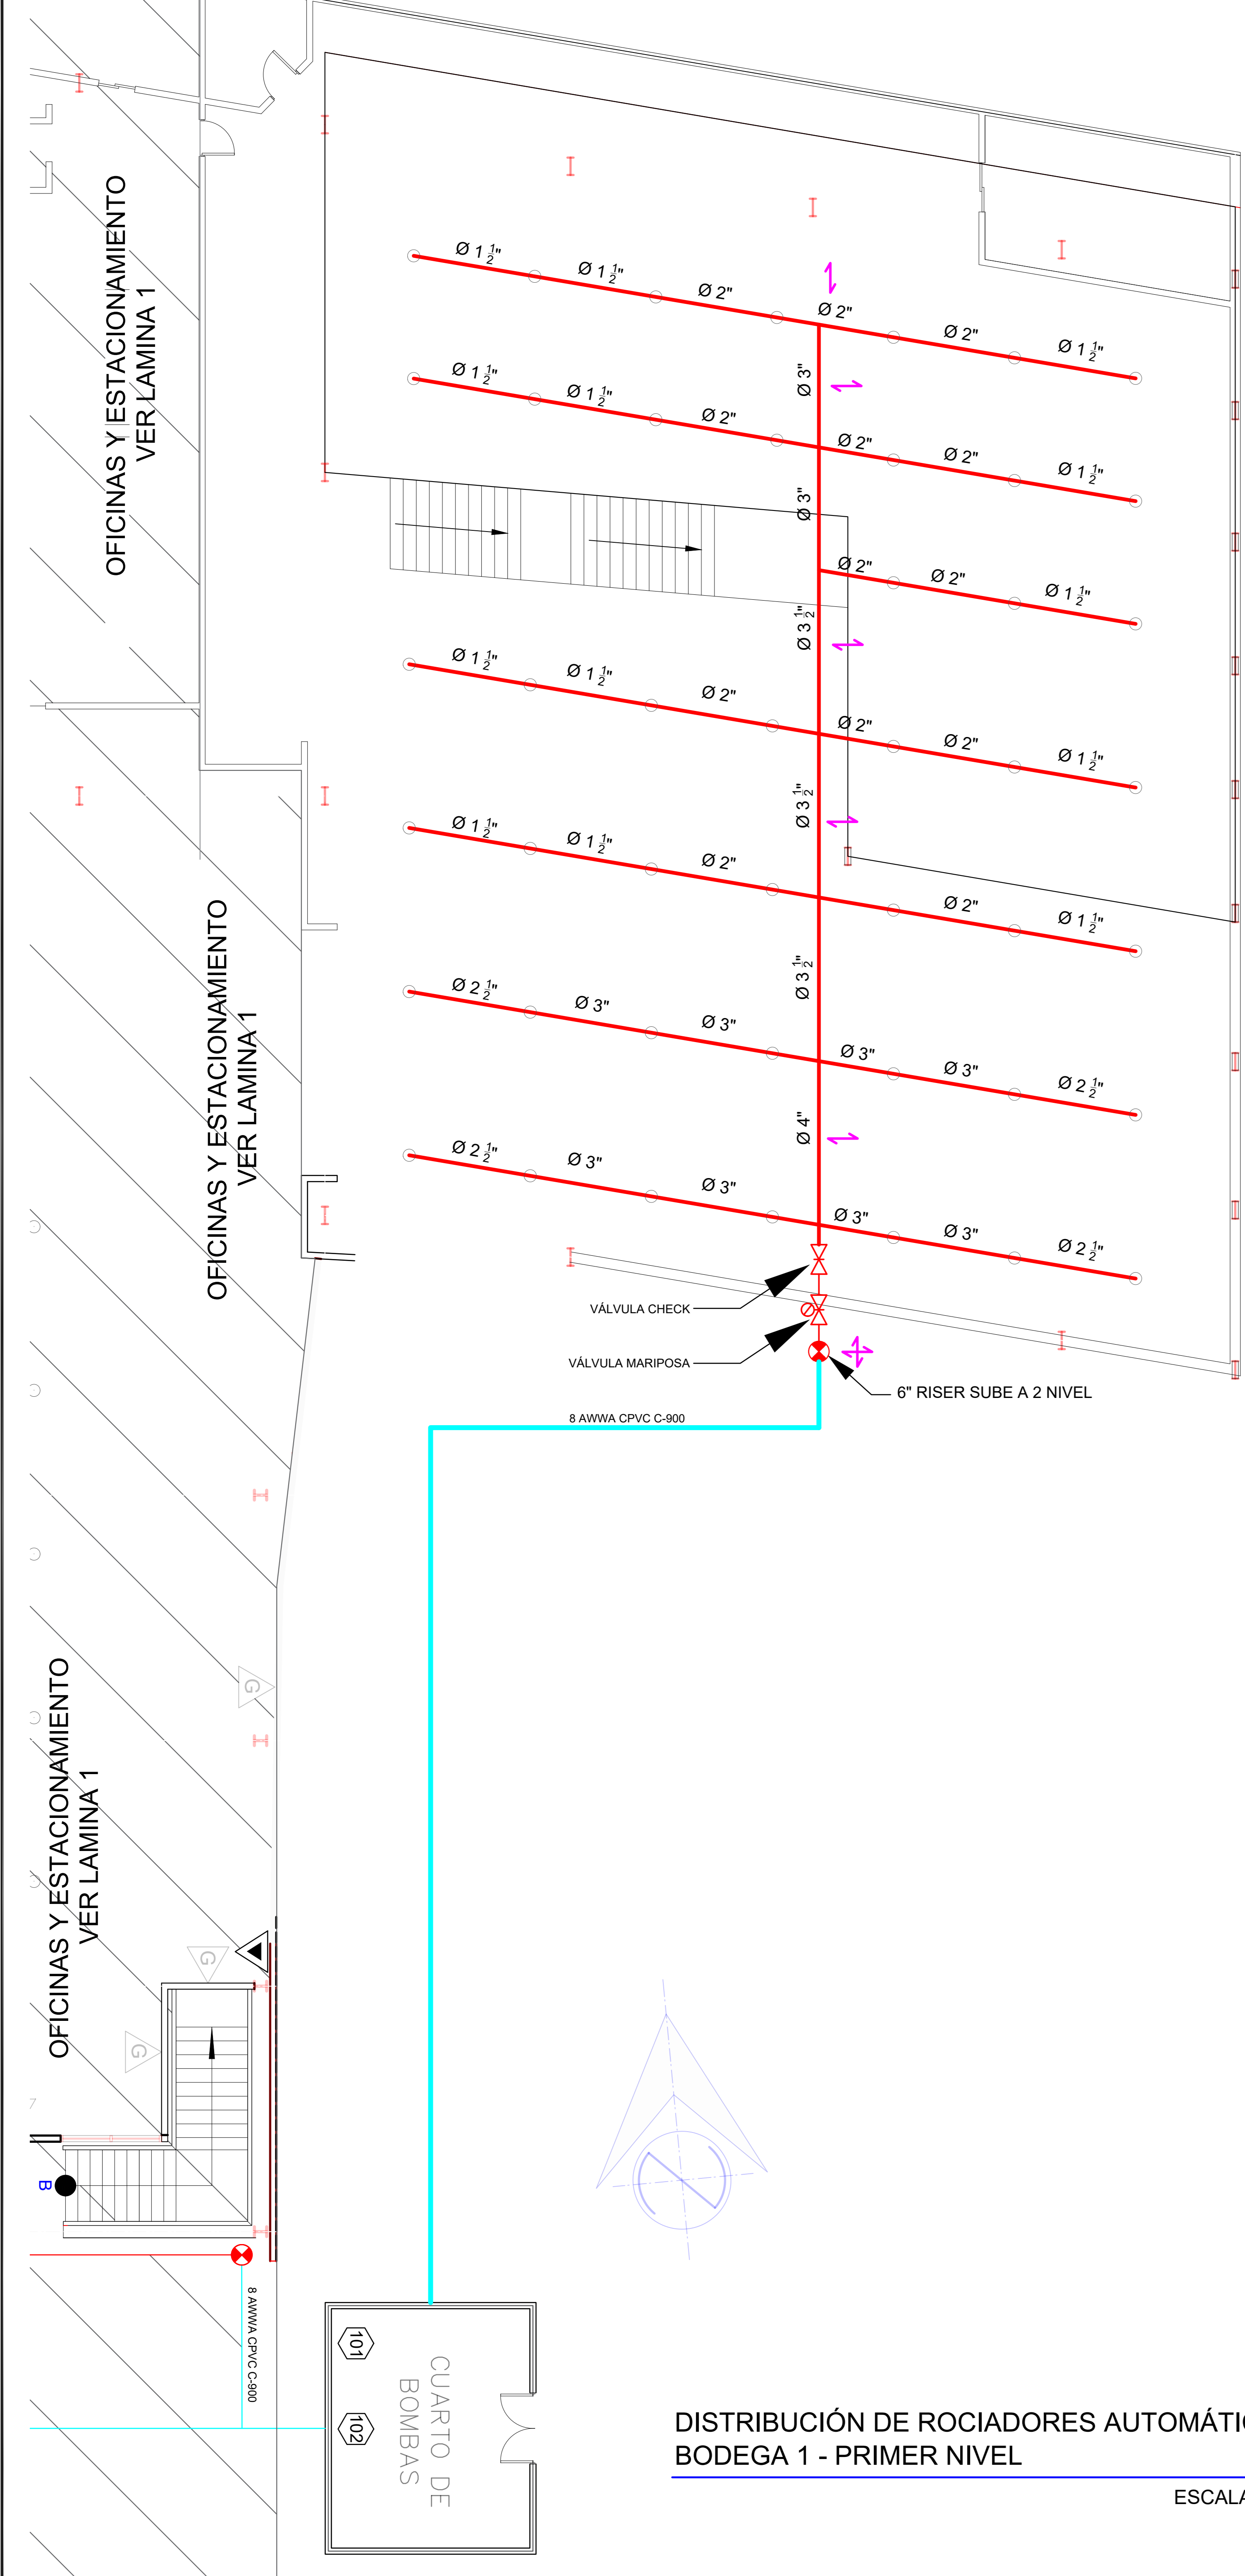 OFICINAS Y ESTACIONAMIENTO
VER LAMINA 1
Ø 1 1/2"
Ø 1 1/2"
Ø 2"
Ø 2"
Ø 2"
Ø 1 1/2"
Ø 3"
Ø 1 1/2"
Ø 1 1/2"
Ø 2"
Ø 2"
Ø 2"
Ø 1 1/2"
Ø 3"
Ø 2"
Ø 2"
Ø 1 1/2"
Ø 3 1/2"
Ø 1 1/2"
Ø 1 1/2"
Ø 2"
Ø 2"
Ø 2"
Ø 1 1/2"
Ø 3 1/2"
Ø 1 1/2"
Ø 1 1/2"
Ø 2"
Ø 2"
Ø 1 1/2"
OFICINAS Y ESTACIONAMIENTO
VER LAMINA 1
Ø 3 1/2"
Ø 2 1/2"
Ø 3"
Ø 3"
Ø 3"
Ø 3"
Ø 2 1/2"
Ø 4"
Ø 2 1/2"
Ø 3"
Ø 3"
Ø 3"
Ø 3"
Ø 2 1/2"
VÁLVULA CHECK
VÁLVULA MARIPOSA
6" RISER SUBE A 2 NIVEL
8 AWWA CPVC C-900
G
OFICINAS Y ESTACIONAMIENTO
VER LAMINA 1
G
G
B
8 AWWA CPVC C-900
101
102
CUARTO DE
BOMBAS
DISTRIBUCIÓN DE ROCIADORES
BODEGA 1 - PRIMER NIVEL